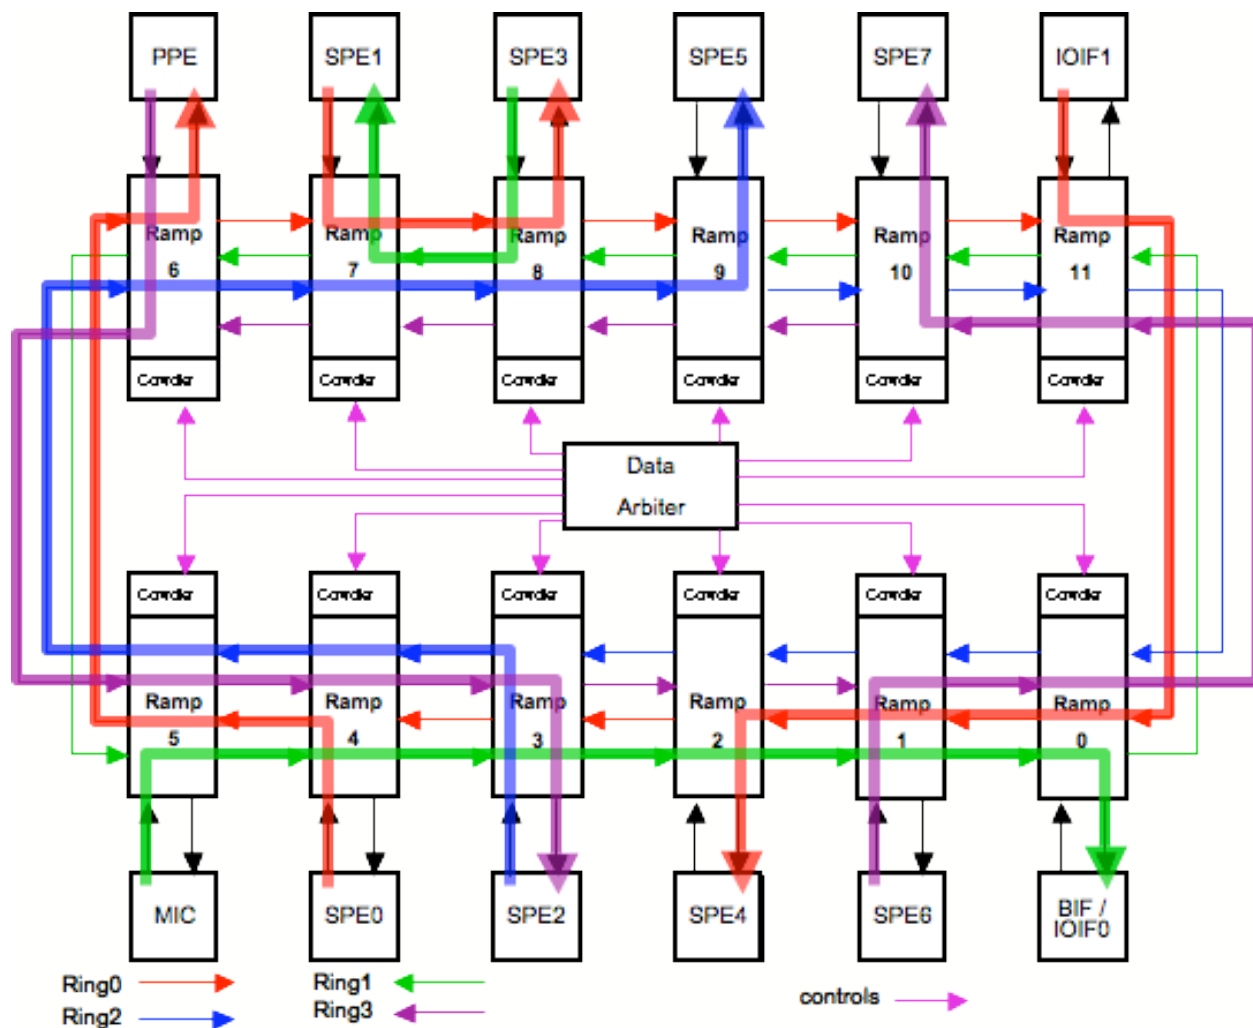 PPE
SPE1
SPE3
SPE5
SPE7
IOIF1
Ramp
6
Ramp
7
Ramp
8
Ramp
9
Ramp
10
Ramp
11
Data
Arbiter
Ramp
5
Ramp
4
Ramp
3
Ramp
2
Ramp
1
Ramp
0
MIC
SPE0
SPE2
SPE4
SPE6
BIF /
IOIF0
Ring0
Ring1
Ring2
Ring3
controls